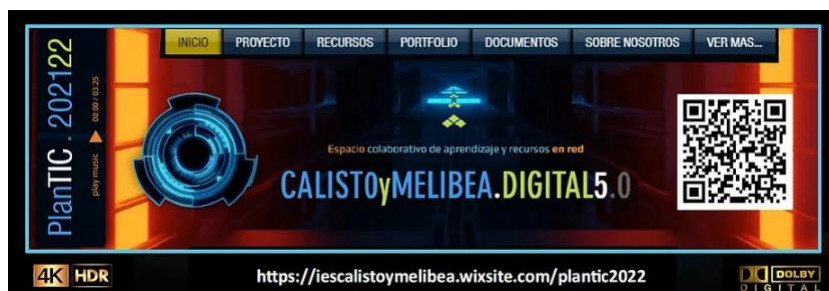 INICIO PROYECTO RECURSOS PORTFOLIO DOCUMENTOS SOBRE NOSOTROS VER MAS...
PlanTIC . 202122
play music 00:00 / 03:25
Espacio colaborativo de aprendizaje y recursos en red
CALISTOyMELIBEA.DIGITAL5.0
4K HDR
https://iescalistoymelibea.wixsite.com/plantic2022
DOLBY
DIGITAL